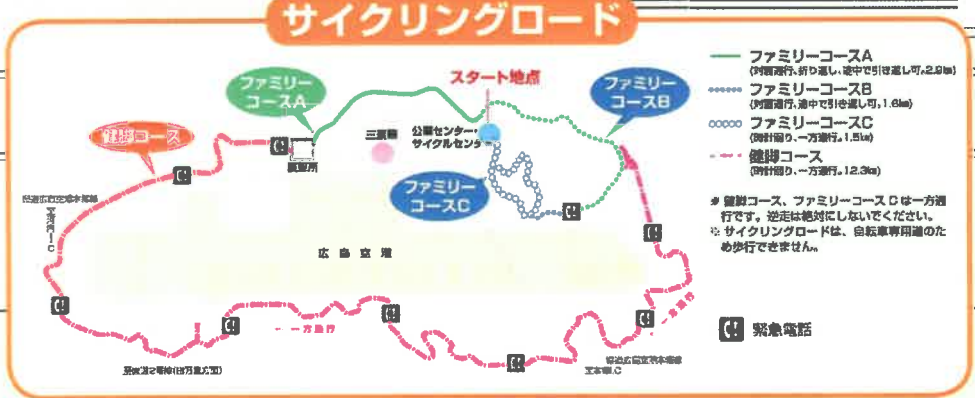 サイクリングロード
ファミリー
コースA
スタート地点
ファミリー
コースB
健脚コース
三景園
公園センター・
サイクルセンター
ファミリー
コースC
広島空港
一方通行
ファミリーコースA
(対面通行、折り返し、途中で引き返し可。2.9km)
ファミリーコースB
(対面通行、途中で引き返し可。1.6km)
ファミリーコースC
(時計回り、一方通行。1.5km)
健脚コース
(時計回り、一方通行。12.3km)
※ 健脚コース、ファミリーコースCは一方通
行です。逆走は絶対にしないでください。
※ サイクリングロードは、自転車専用道のた
め歩行できません。
緊急電話